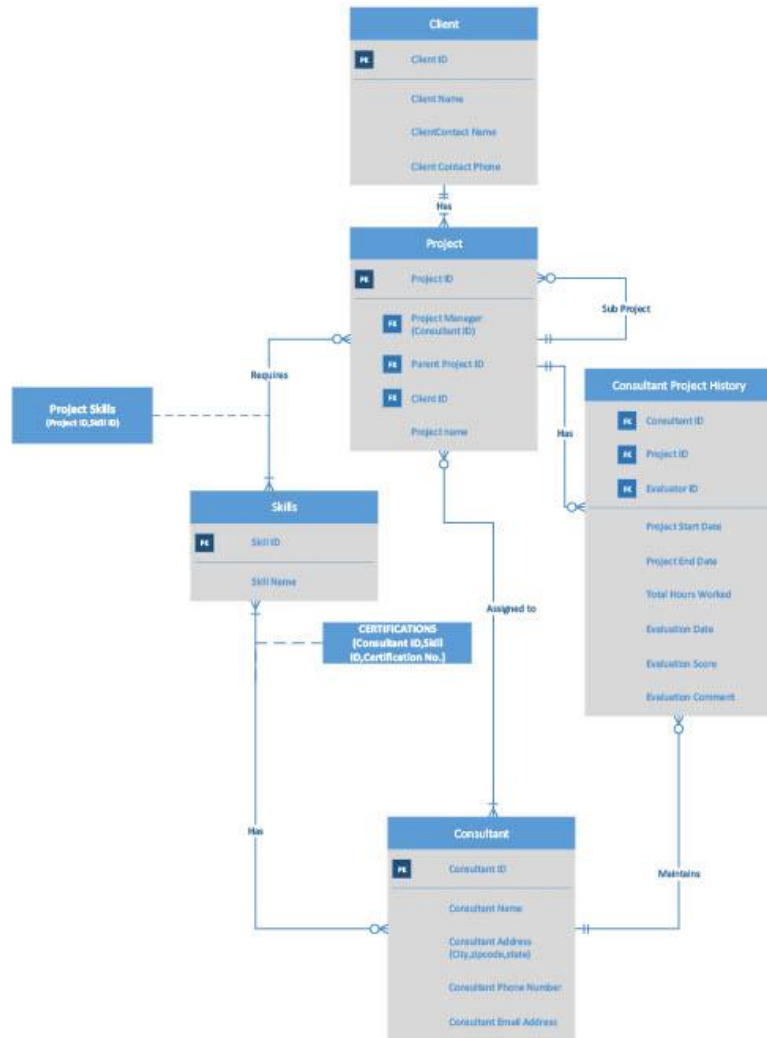 Client
PK Client ID
Client Name
ClientContact Name
Client Contact Phone
Has
Project
PK Project ID
FK Project Manager
(Consultant ID)
FK Parent Project ID
FK Client ID
Project name
Sub Project
Requires
Project Skills
(Project ID,Skill ID)
Has
Consultant Project History
FK Consultant ID
FK Project ID
FK Evaluator ID
Project Start Date
Project End Date
Total Hours Worked
Evaluation Date
Evaluation Score
Evaluation Comment
Skills
PK Skill ID
Skill Name
Assigned to
CERTIFICATIONS
(Consultant ID,Skill
ID,Certification No.)
Has
Maintains
Consultant
PK Consultant ID
Consultant Name
Consultant Address
(City,zipcode,state)
Consultant Phone Number
Consultant Email Address